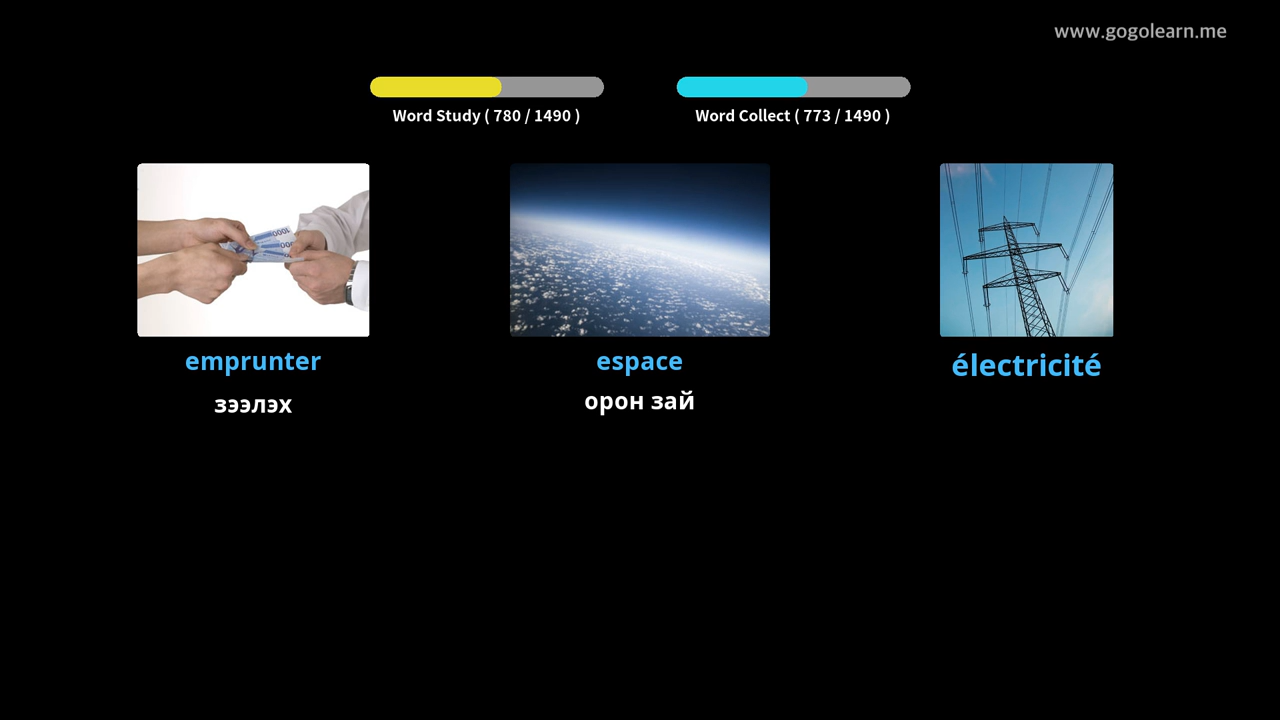 www.gogolearn.me
Word Study ( 780 / 1490 )
Word Collect ( 773 / 1490 )
emprunter
espace
électricité
зээлэх
орон зай